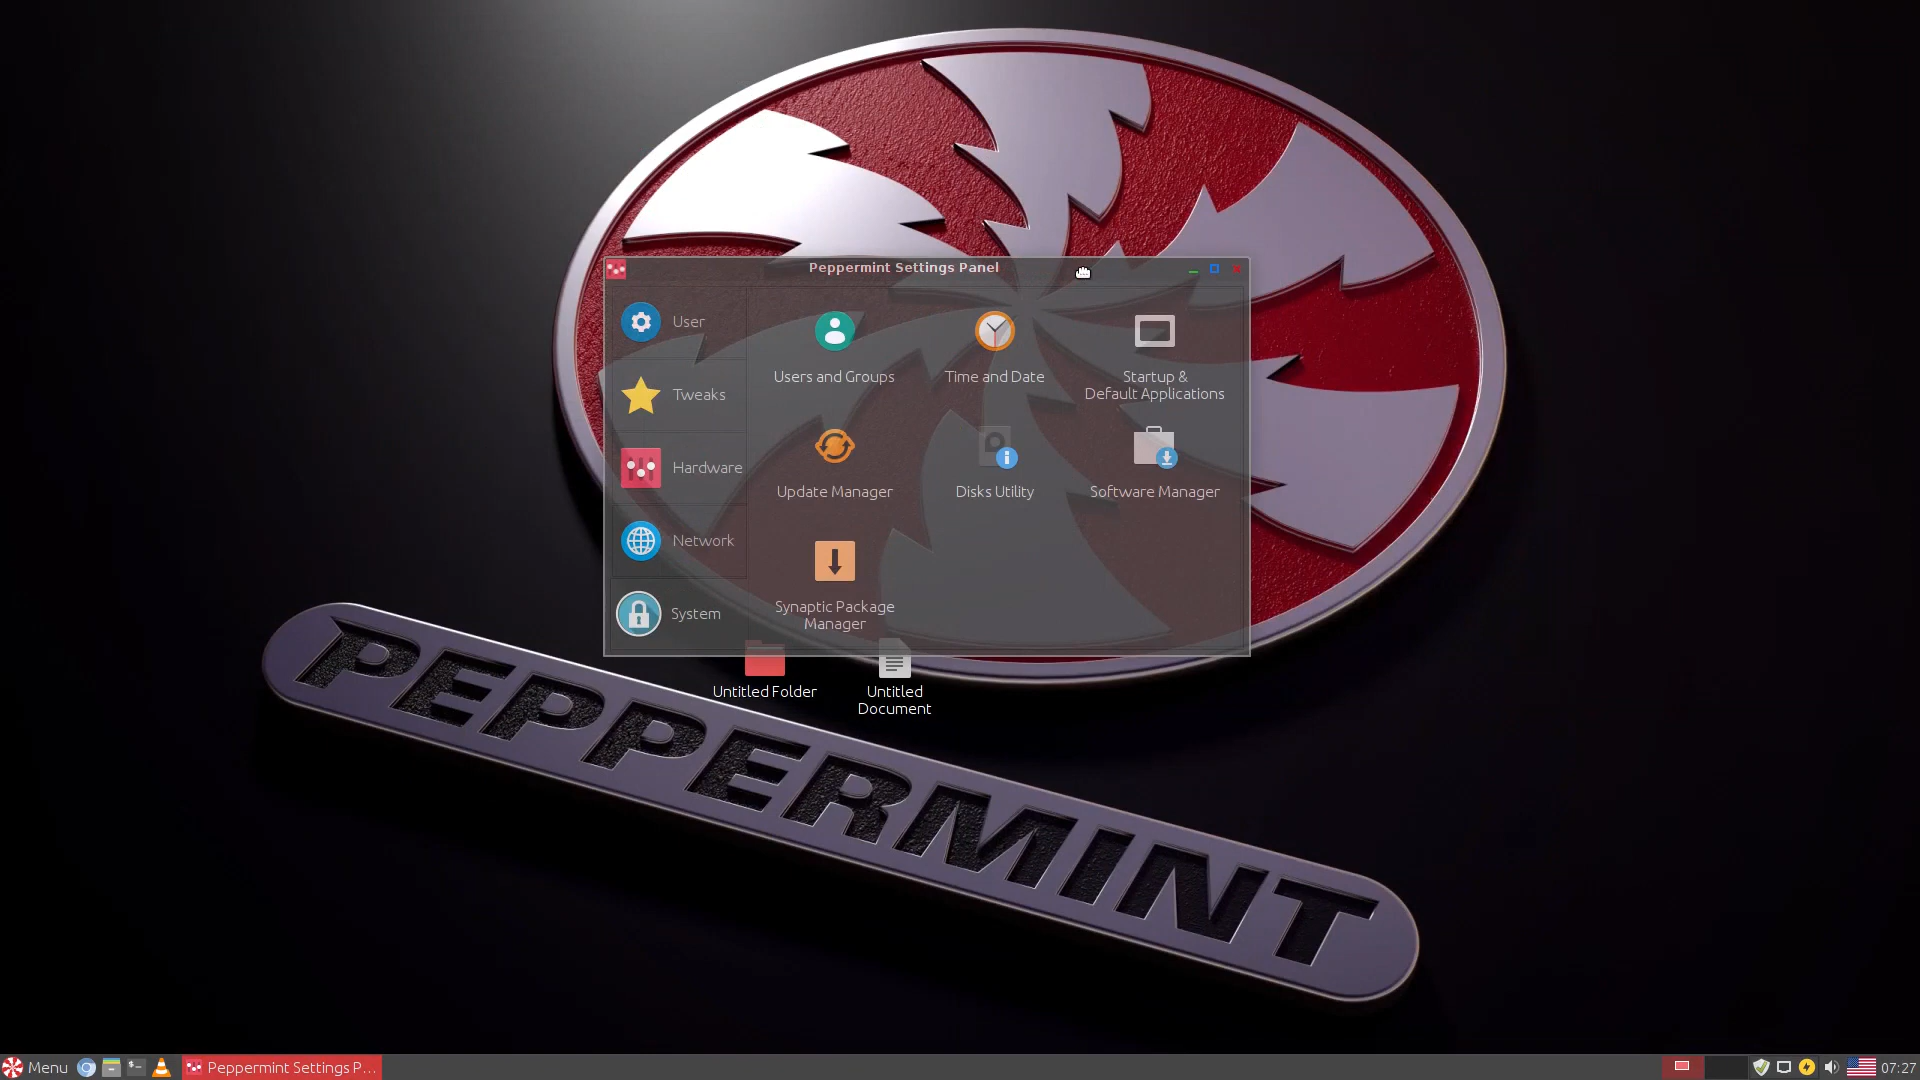 Peppermint Settings Panel
User
Tweaks
Hardware
Network
System
Users and Groups
Time and Date
Startup &
Default Applications
Update Manager
Disks Utility
Software Manager
Synaptic Package
Manager
Untitled Folder
Untitled
Document
PEPPERMINT
Menu
Peppermint Settings P...
07:27